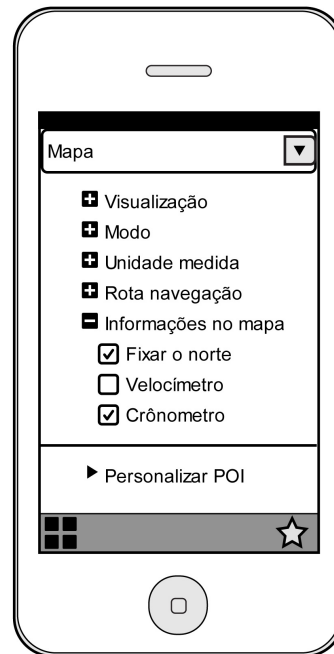 Mapa
Visualização
Modo
Unidade medida
Rota navegação
Informações no mapa
Fixar o norte
Velocímetro
Crônometro
Personalizar POI